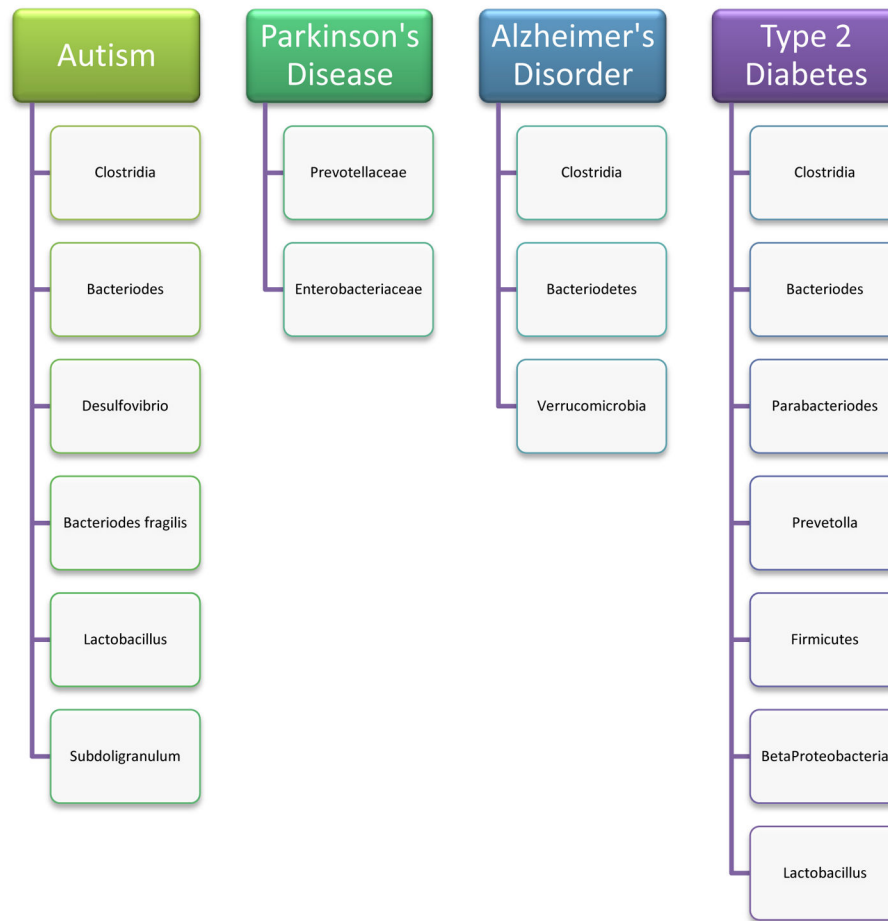 Autism
Clostridia
Bacteriodes
Desulfovibrio
Bacteriodes fragilis
Lactobacillus
Subdoligranulum
Parkinson's
Disease
Prevotellaceae
Enterobacteriaceae
Alzheimer's
Disorder
Clostridia
Bacteriodetes
Verrucomicrobia
Type 2
Diabetes
Clostridia
Bacteriodes
Parabacteriodes
Prevetolla
Firmicutes
BetaProteobacteria
Lactobacillus